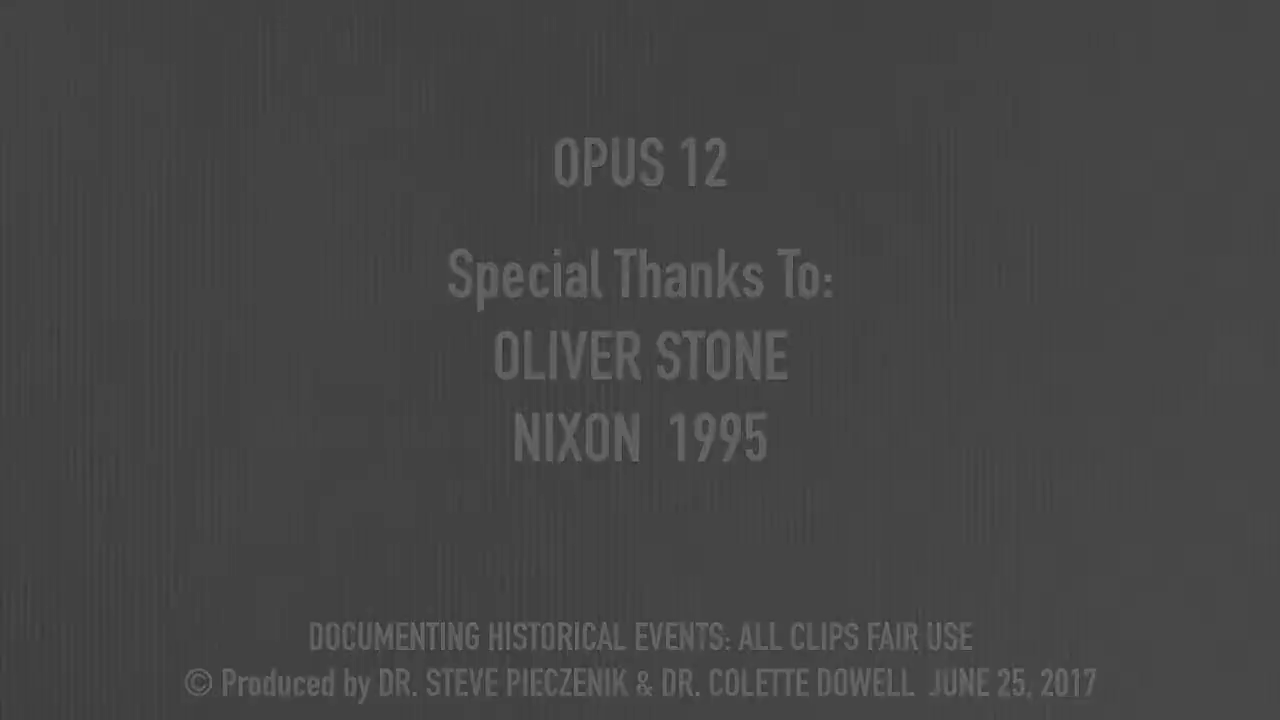 OPUS 12
Special Thanks To:
OLIVER STONE
NIXON 1995
DOCUMENTING HISTORICAL EVENTS: ALL CLIPS FAIR USE
© Produced by DR. STEVE PIECZENIK & DR. COLETTE DOWELL JUNE 25, 2017